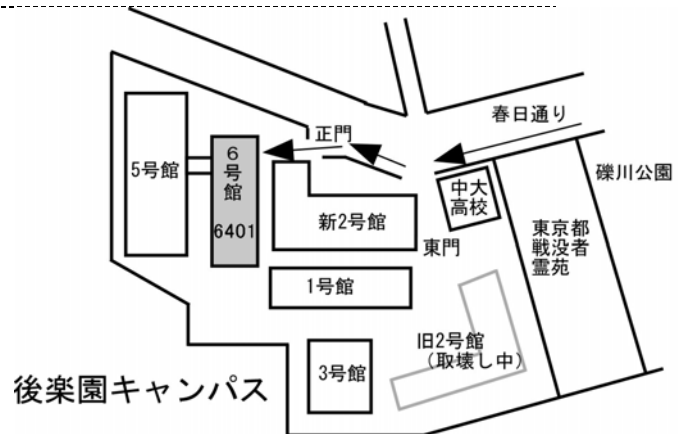 春日通り
正門
礫川公園
5号館
6
号
館
6401
中大
高校
新2号館
東京都
戦没者
霊苑
東門
1号館
旧2号館
（取壊し中）
3号館
後楽園キャンパス